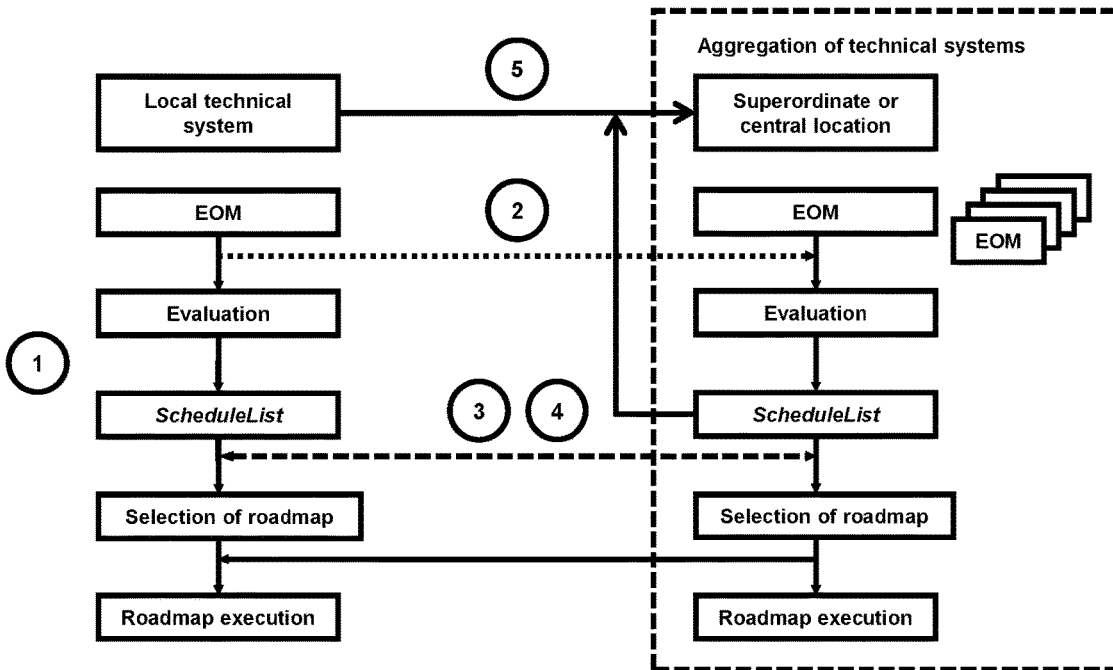 Aggregation of technical systems
5
Local technical
system
Superordinate or
central location
EOM
2
EOM
EOM
Evaluation
Evaluation
1
ScheduleList
3
4
ScheduleList
Selection of roadmap
Selection of roadmap
Roadmap execution
Roadmap execution